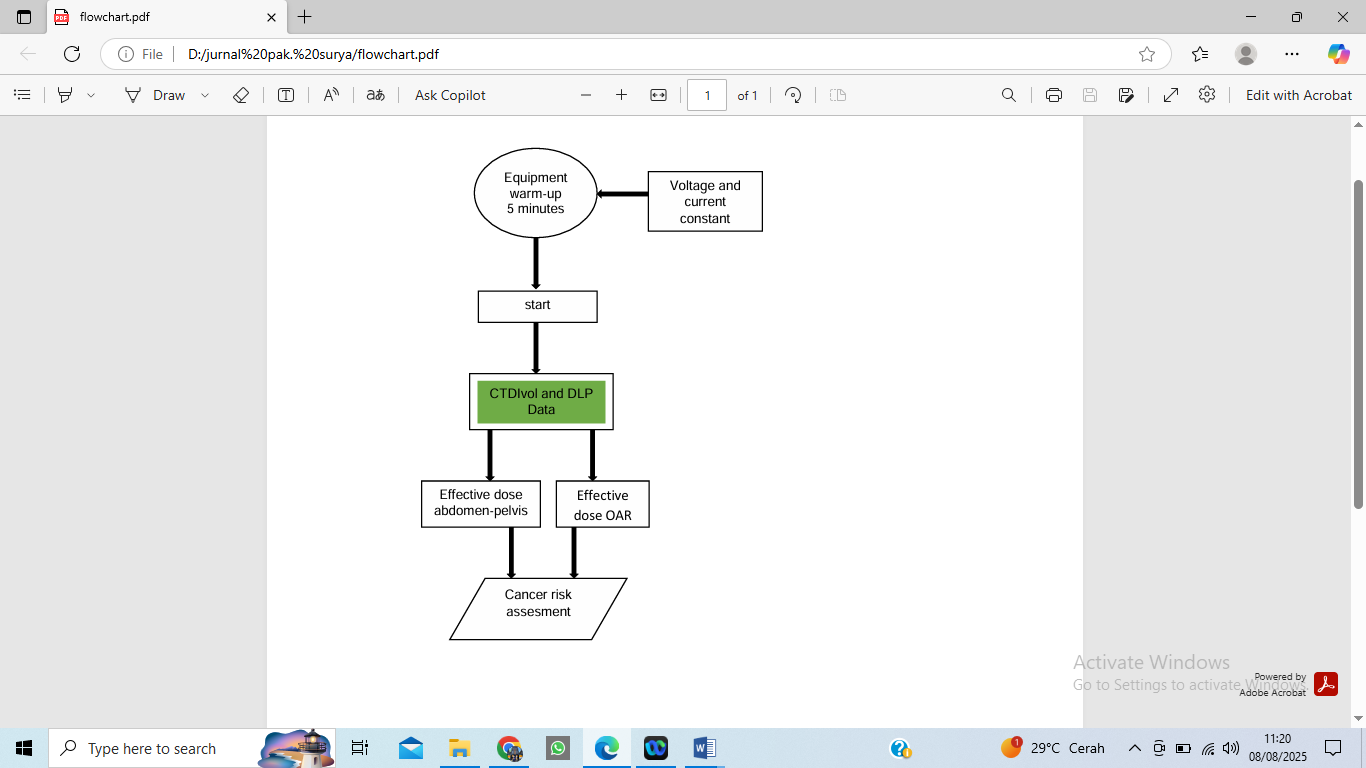 flowchart.pdf
File
D:/jurnal%20pak.%20surya/flowchart.pdf
Draw
Ask Copilot
1
of 1
Edit with Acrobat
Equipment
warm-up
5 minutes
Voltage and
current
constant
start
CTDIvol and DLP
Data
Effective dose
abdomen-pelvis
Effective
dose OAR
Cancer risk
assesment
Activate Windows
Go to Settings to activate Windows.
Powered by
Adobe Acrobat
Type here to search
1
29°C Cerah
11:20
08/08/2025